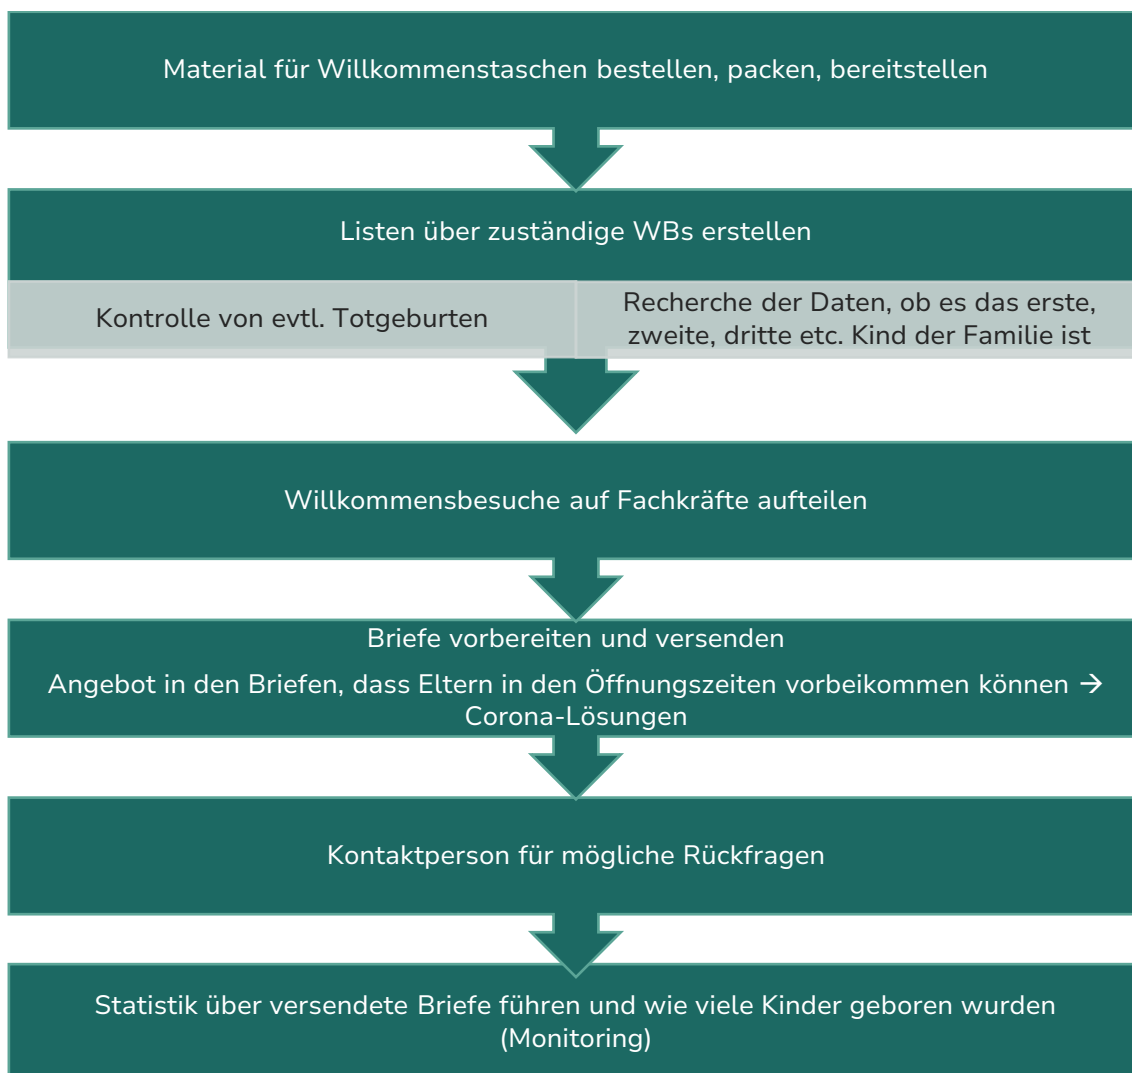 Material für Willkommenstaschen bestellen, packen, bereitstellen
Listen über zuständige WBs erstellen
Kontrolle von evtl. Totgeburten
Recherche der Daten, ob es das erste,
zweite, dritte etc. Kind der Familie ist
Willkommensbesuche auf Fachkräfte aufteilen
Briefe vorbereiten und versenden
Angebot in den Briefen, dass Eltern in den Öffnungszeiten vorbeikommen können →
Corona-Lösungen
Kontaktperson für mögliche Rückfragen
Statistik über versendete Briefe führen und wie viele Kinder geboren wurden
(Monitoring)